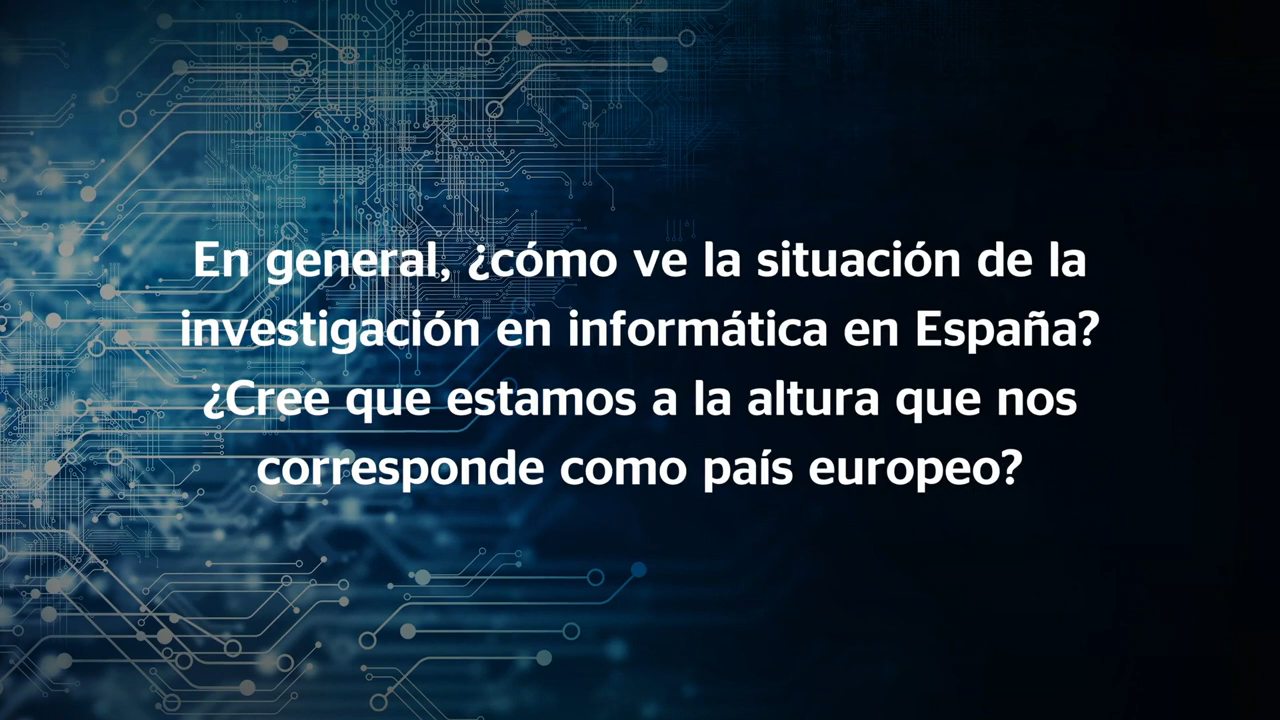 En general, ¿cómo ve la situación de la
investigación en informática en España?
¿Cree que estamos a la altura que nos
corresponde como país europeo?